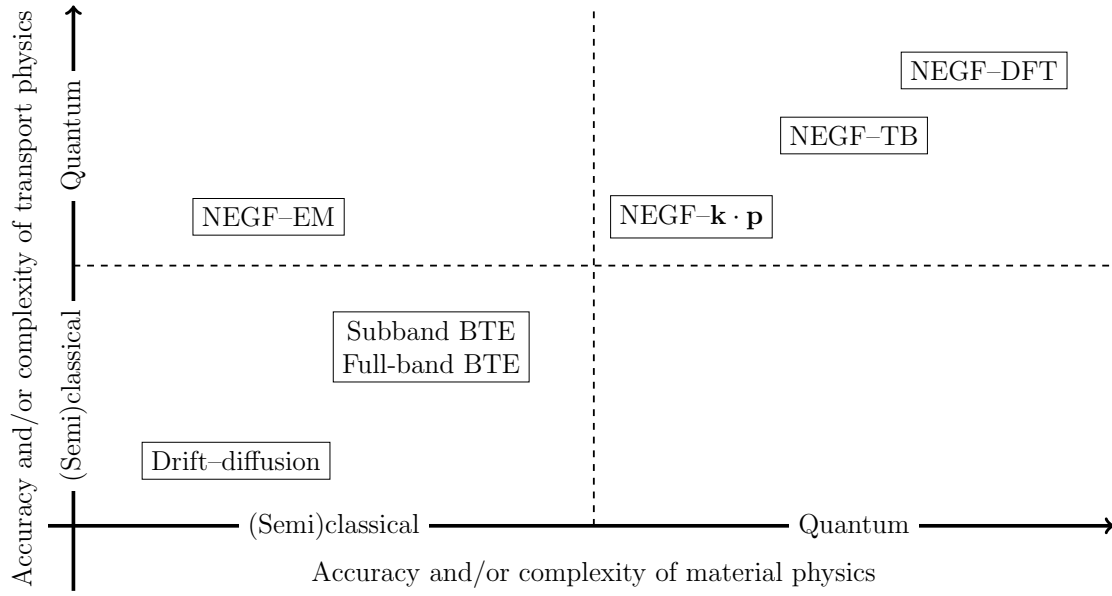 Accuracy and/or complexity of transport physics
Quantum
(Semi)classical
NEGF–DFT
NEGF–TB
NEGF–EM
NEGF–k · p
Subband BTE
Full-band BTE
Drift–diffusion
(Semi)classical
Quantum
Accuracy and/or complexity of material physics